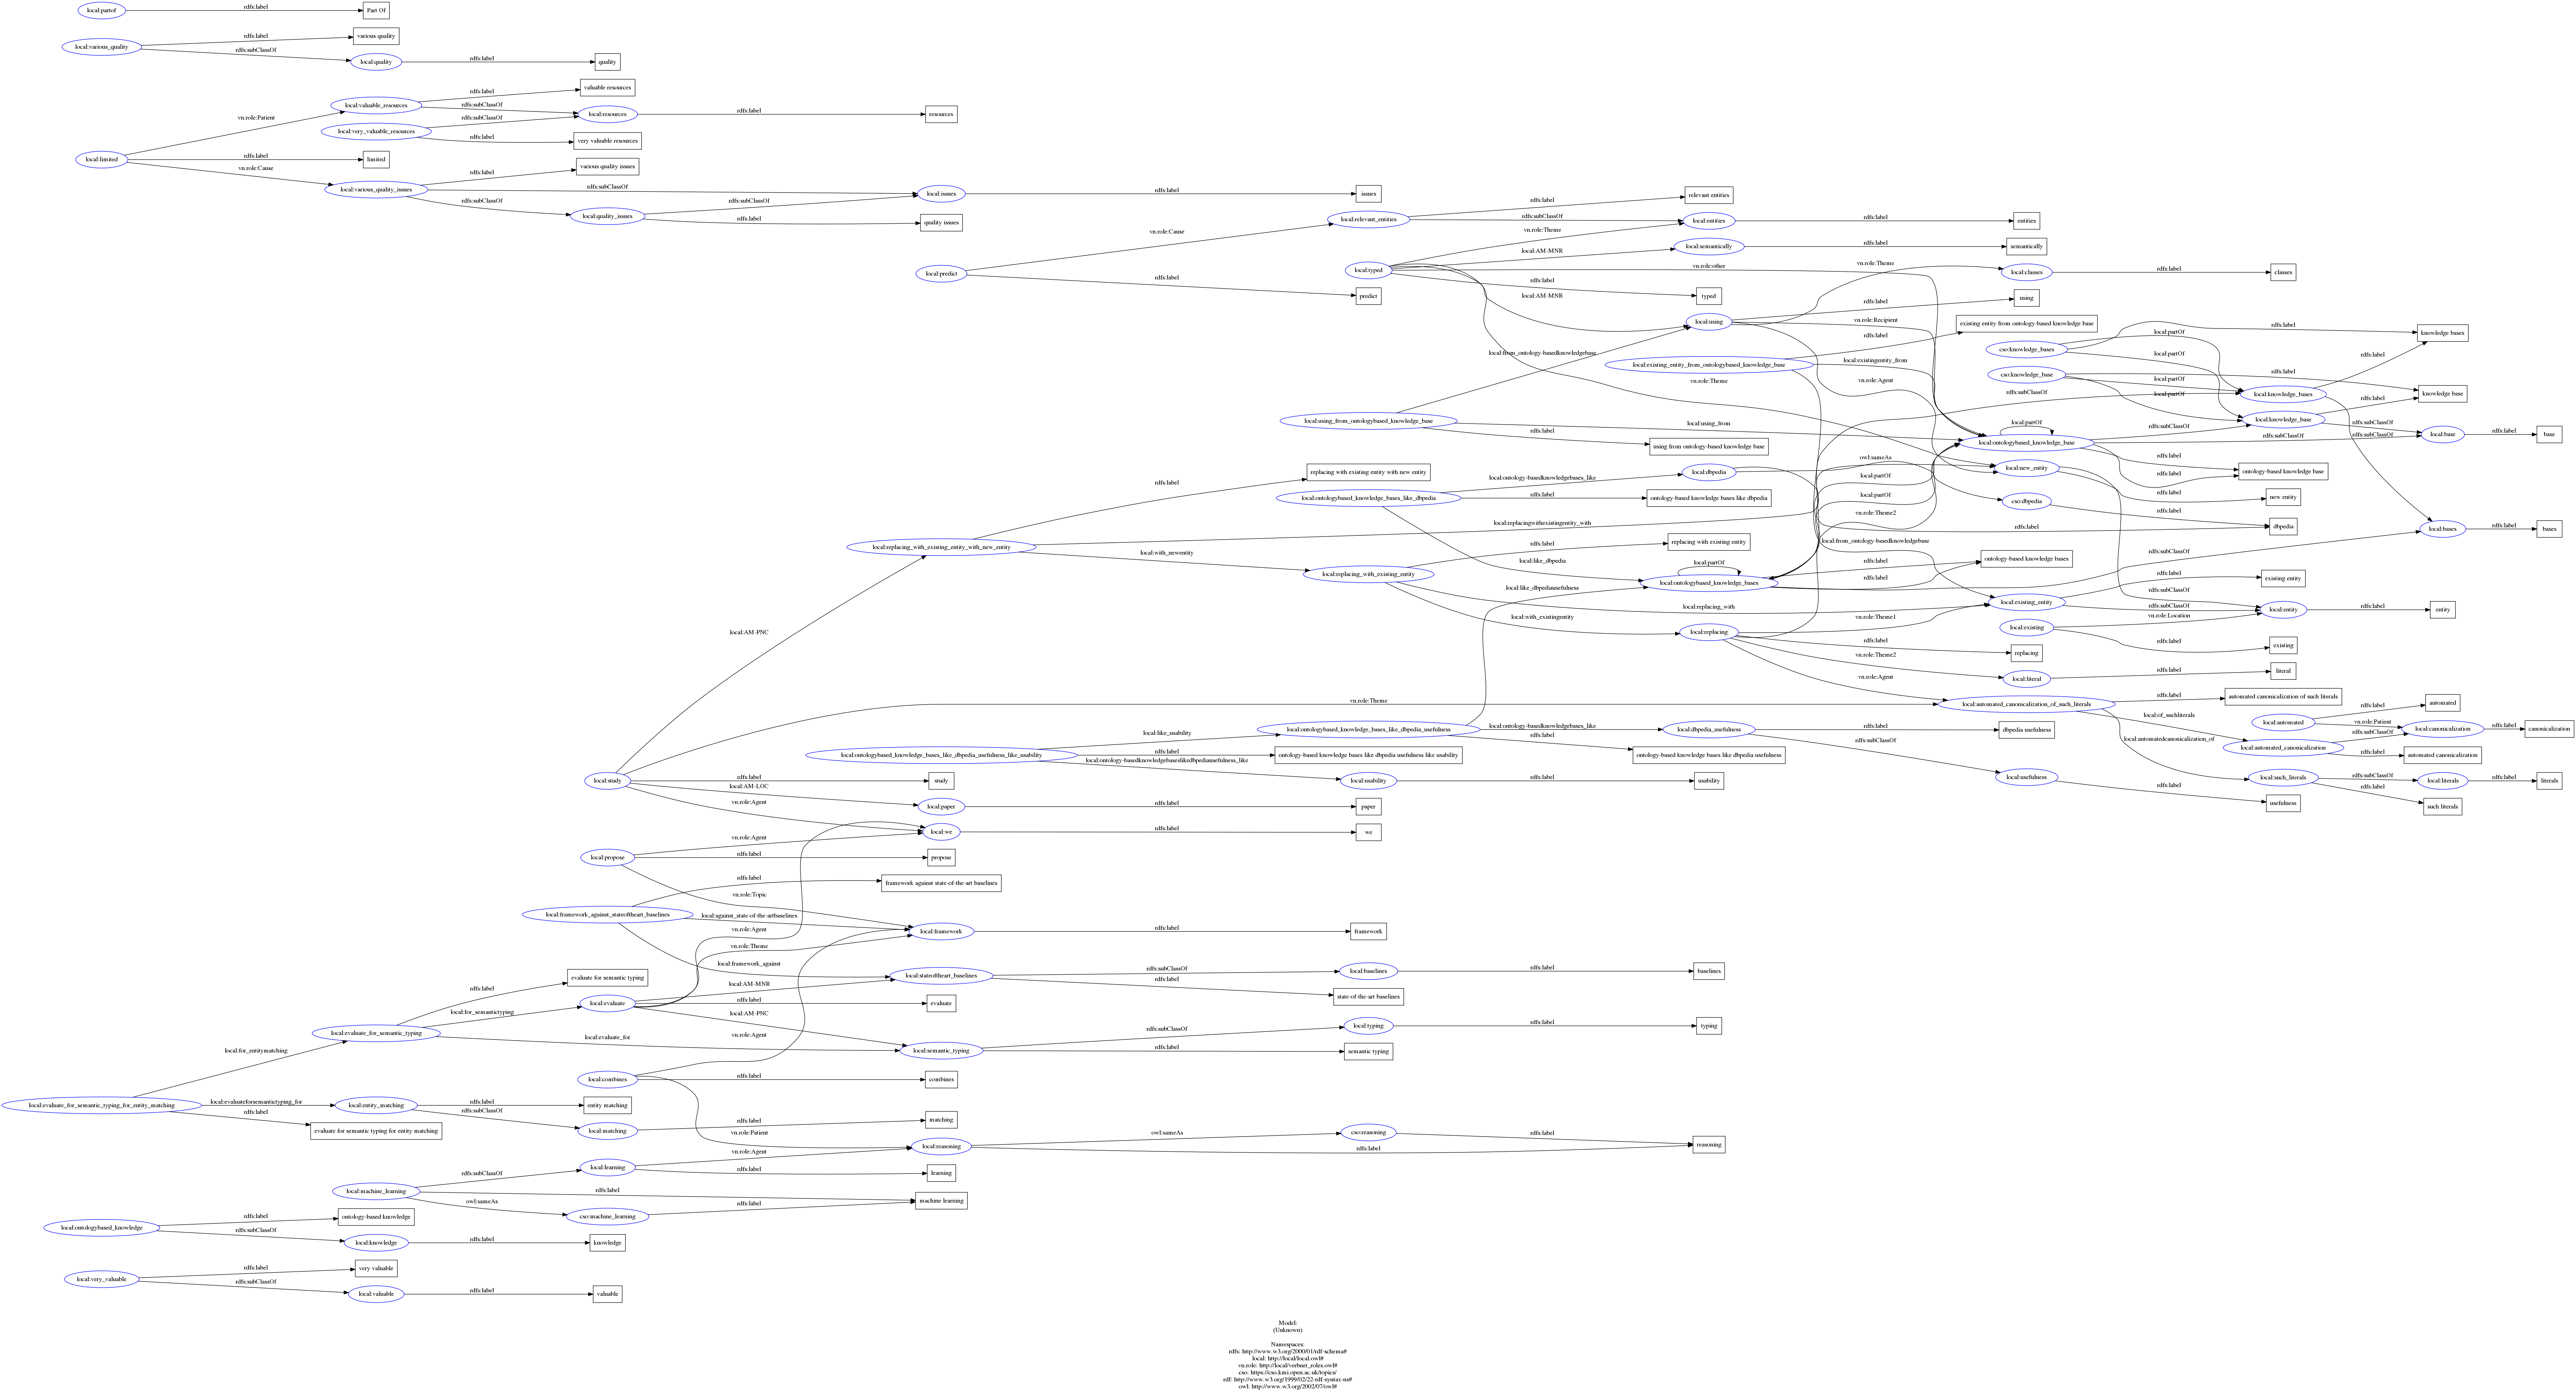 local:partof
rdfs:label
Part Of
local:various_quality
rdfs:label
various quality
rdfs:subClassOf
local:quality
rdfs:label
quality
local:limited
vn.role:Patient
local:valuable_resources
rdfs:label
valuable resources
rdfs:subClassOf
local:resources
rdfs:label
resources
local:very_valuable_resources
rdfs:subClassOf
rdfs:label
very valuable resources
rdfs:label
limited
vn.role:Cause
local:various_quality_issues
rdfs:label
various quality issues
rdfs:subClassOf
local:issues
rdfs:label
issues
rdfs:subClassOf
local:quality_issues
rdfs:subClassOf
rdfs:label
quality issues
local:predict
vn.role:Cause
local:relevant_entities
rdfs:label
relevant entities
rdfs:subClassOf
local:entities
rdfs:label
entities
rdfs:label
predict
local:typed
vn.role:Theme
local:AM-MNR
local:semantically
rdfs:label
semantically
vn.role:other
rdfs:label
typed
local:AM-MNR
vn.role:Theme
local:using
vn.role:Theme
local:classes
rdfs:label
classes
rdfs:label
using
vn.role:Recipient
vn.role:Agent
local:existing_entity_from_ontologybased_knowledge_base
rdfs:label
existing entity from ontology-based knowledge base
local:existingentity_from
local:from_ontology-basedknowledgebase
local:using_from_ontologybased_knowledge_base
local:from_ontology-basedknowledgebase
local:using_from
rdfs:label
using from ontology-based knowledge base
cso:knowledge_bases
rdfs:label
knowledge bases
local:partOf
local:partOf
cso:knowledge_base
rdfs:label
knowledge base
local:partOf
local:partOf
local:knowledge_bases
rdfs:label
rdfs:subClassOf
local:knowledge_base
rdfs:label
rdfs:subClassOf
local:base
rdfs:label
base
local:ontologybased_knowledge_base
local:partOf
rdfs:subClassOf
rdfs:subClassOf
rdfs:label
rdfs:label
ontology-based knowledge base
local:new_entity
rdfs:label
new entity
rdfs:subClassOf
local:replacing_with_existing_entity_with_new_entity
rdfs:label
replacing with existing entity with new entity
local:replacingwithexistingentity_with
local:with_newentity
local:ontologybased_knowledge_bases_like_dbpedia
local:ontology-basedknowledgebases_like
local:dbpedia
owl:sameAs
cso:dbpedia
rdfs:label
dbpedia
rdfs:label
rdfs:label
ontology-based knowledge bases like dbpedia
local:like_dbpedia
local:replacing_with_existing_entity
rdfs:label
replacing with existing entity
local:replacing_with
local:with_existingentity
local:ontologybased_knowledge_bases
local:partOf
local:partOf
local:partOf
rdfs:subClassOf
rdfs:label
rdfs:label
ontology-based knowledge bases
rdfs:subClassOf
local:bases
rdfs:label
bases
local:existing_entity
rdfs:label
existing entity
rdfs:subClassOf
local:entity
rdfs:label
entity
local:existing
vn.role:Location
rdfs:label
existing
local:replacing
vn.role:Theme2
vn.role:Theme1
rdfs:label
replacing
vn.role:Theme2
local:literal
rdfs:label
literal
vn.role:Agent
local:study
local:AM-PNC
vn.role:Theme
local:automated_canonicalization_of_such_literals
rdfs:label
automated canonicalization of such literals
local:of_suchliterals
local:automatedcanonicalization_of
local:automated
rdfs:label
automated
vn.role:Patient
local:canonicalization
rdfs:label
canonicalization
local:automated_canonicalization
rdfs:subClassOf
rdfs:label
automated canonicalization
local:such_literals
rdfs:subClassOf
local:literals
rdfs:label
literals
rdfs:label
such literals
local:ontologybased_knowledge_bases_like_dbpedia_usefulness_like_usability
local:like_usability
local:ontologybased_knowledge_bases_like_dbpedia_usefulness
local:like_dbpediausefulness
local:ontology-basedknowledgebases_like
local:dbpedia_usefulness
rdfs:label
dbpedia usefulness
rdfs:subClassOf
local:usefulness
rdfs:label
usefulness
rdfs:label
ontology-based knowledge bases like dbpedia usefulness
rdfs:label
ontology-based knowledge bases like dbpedia usefulness like usability
local:ontology-basedknowledgebaseslikedbpediausefulness_like
local:usability
rdfs:label
usability
rdfs:label
study
local:AM-LOC
local:paper
rdfs:label
paper
vn.role:Agent
local:we
rdfs:label
we
local:propose
vn.role:Agent
rdfs:label
propose
vn.role:Topic
local:framework_against_stateoftheart_baselines
rdfs:label
framework against state-of-the-art baselines
local:against_state-of-the-artbaselines
local:framework_against
local:framework
rdfs:label
framework
vn.role:Agent
vn.role:Theme
local:stateoftheart_baselines
rdfs:subClassOf
local:baselines
rdfs:label
baselines
rdfs:label
state-of-the-art baselines
local:evaluate_for_semantic_typing
rdfs:label
evaluate for semantic typing
local:for_semantictyping
local:evaluate
local:AM-MNR
rdfs:label
evaluate
local:AM-PNC
local:evaluate_for
local:semantic_typing
rdfs:subClassOf
local:typing
rdfs:label
typing
rdfs:label
semantic typing
local:combines
vn.role:Agent
rdfs:label
combines
vn.role:Patient
local:evaluate_for_semantic_typing_for_entity_matching
local:for_entitymatching
local:evaluateforsemantictyping_for
local:entity_matching
rdfs:label
entity matching
rdfs:subClassOf
local:matching
rdfs:label
matching
rdfs:label
evaluate for semantic typing for entity matching
local:reasoning
owl:sameAs
cso:reasoning
rdfs:label
reasoning
rdfs:label
local:machine_learning
rdfs:subClassOf
local:learning
vn.role:Agent
rdfs:label
learning
rdfs:label
machine learning
owl:sameAs
cso:machine_learning
rdfs:label
local:ontologybased_knowledge
rdfs:label
ontology-based knowledge
rdfs:subClassOf
local:knowledge
rdfs:label
knowledge
local:very_valuable
rdfs:label
very valuable
rdfs:subClassOf
local:valuable
rdfs:label
valuable
Model:
(Unknown)
Namespaces:
rdfs: http://www.w3.org/2000/01/rdf-schema#
local: http://local/local.owl#
vn.role: http://local/verbnet_roles.owl#
cso: https://cso.kmi.open.ac.uk/topics/
rdf: http://www.w3.org/1999/02/22-rdf-syntax-ns#
owl: http://www.w3.org/2002/07/owl#